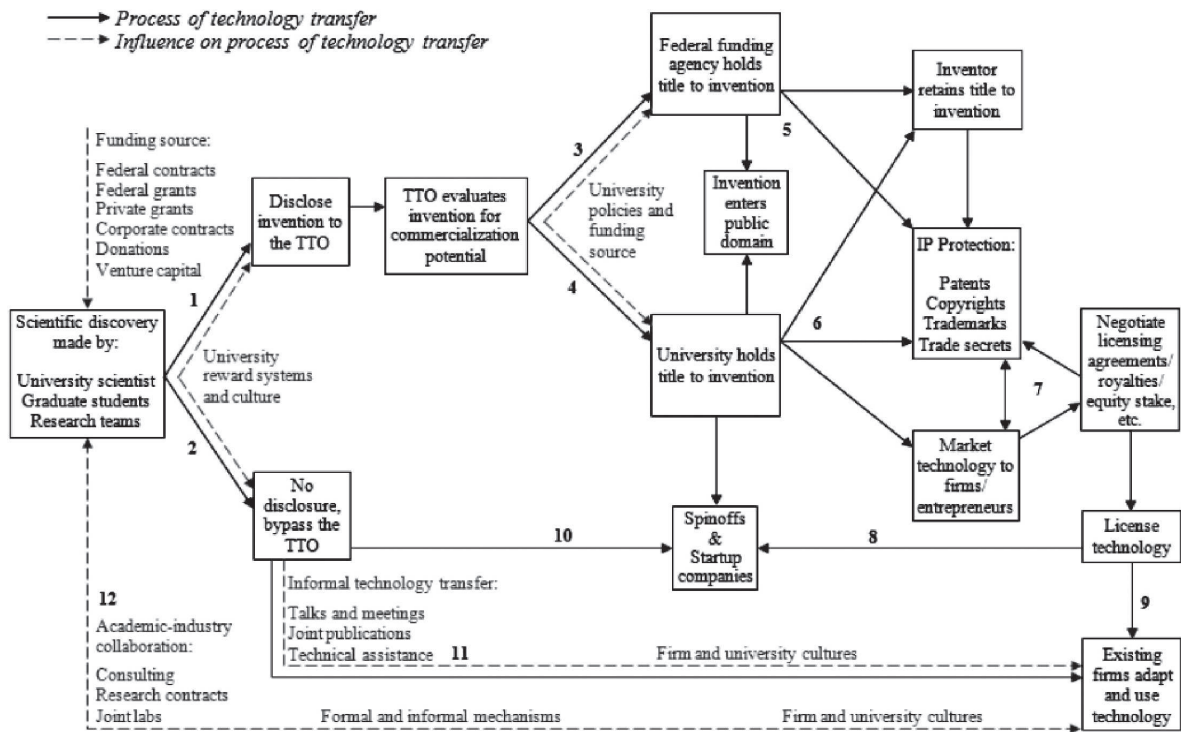 Process of technology transfer
Influence on process of technology transfer
Funding source:
Federal contracts
Federal grants
Private grants
Corporate contracts
Donations
Venture capital
Scientific discovery
made by:
University scientist
Graduate students
Research teams
1
2
University
reward systems
and culture
Disclose
invention to
the TTO
TTO evaluates
invention for
commercialization
potential
No
disclosure,
bypass the
TTO
3
4
University
policies and
funding
source
Federal funding
agency holds
title to invention
Invention
enters
public
domain
University holds
title to invention
5
6
Inventor
retains title to
invention
IP Protection:
Patents
Copyrights
Trademarks
Trade secrets
7
Market
technology to
firms/
entrepreneurs
Negotiate
licensing
agreements/
royalties/
equity stake,
etc.
License
technology
8
9
10
Spinoffs
&
Startup
companies
Informal technology transfer:
Talks and meetings
Joint publications
Technical assistance
11
Firm and university cultures
Existing
firms adapt
and use
technology
12
Academic-industry
collaboration:
Consulting
Research contracts
Joint labs
Formal and informal mechanisms
Firm and university cultures